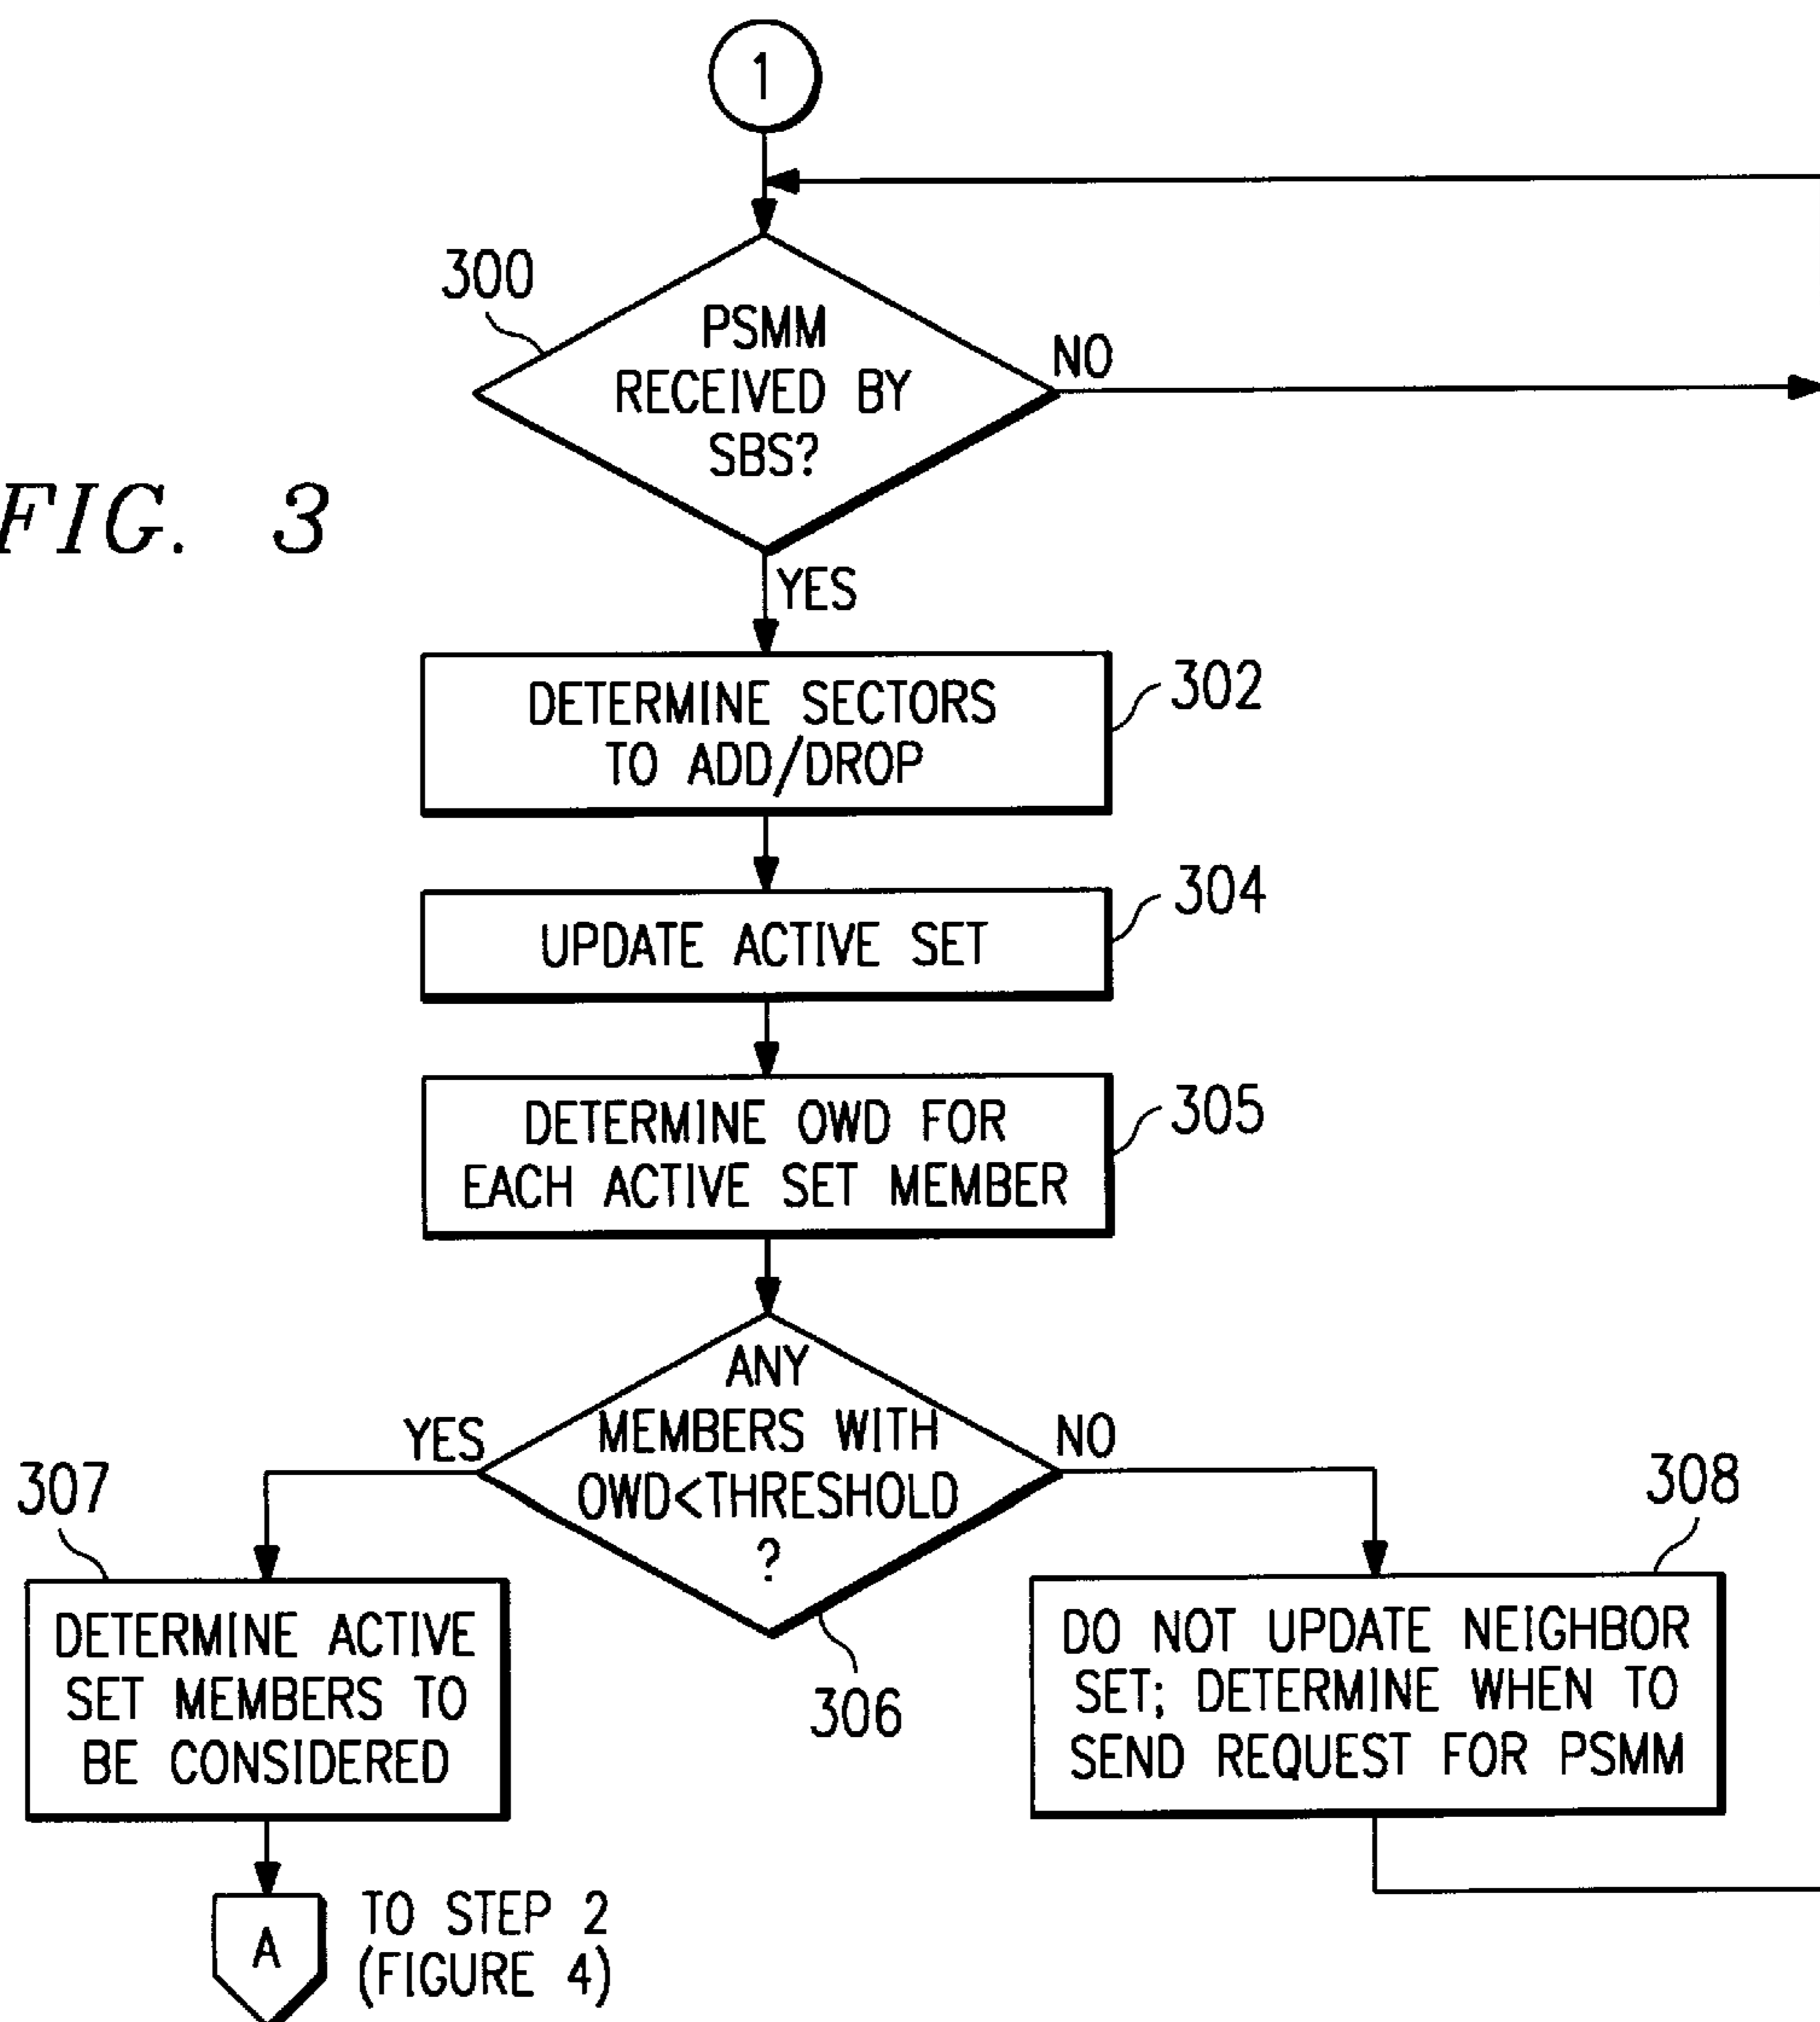 1
300
PSMM
RECEIVED BY
SBS?
NO
FIG. 3
YES
DETERMINE SECTORS
TO ADD/DROP
302
UPDATE ACTIVE SET
304
DETERMINE OWD FOR
EACH ACTIVE SET MEMBER
305
ANY
MEMBERS WITH
OWD<THRESHOLD
?
YES
NO
306
307
DETERMINE ACTIVE
SET MEMBERS TO
BE CONSIDERED
308
DO NOT UPDATE NEIGHBOR
SET; DETERMINE WHEN TO
SEND REQUEST FOR PSMM
A
TO STEP 2
(FIGURE 4)